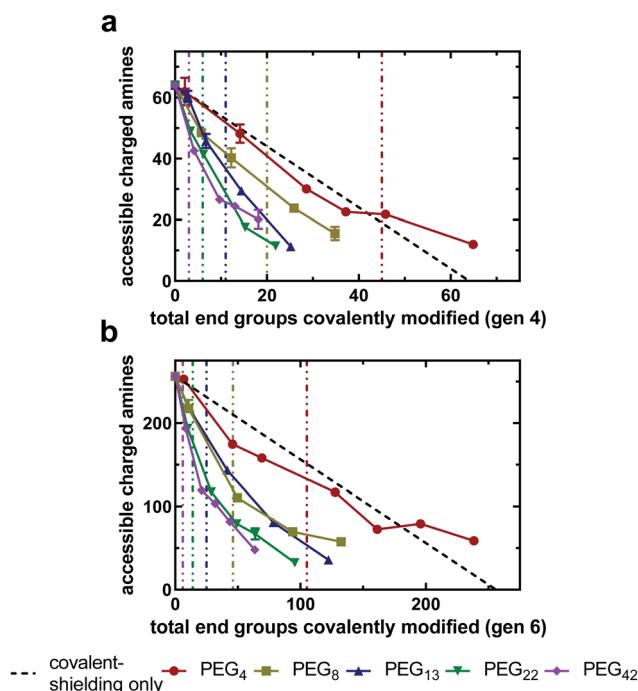 a
accessible charged amines
60
40
20
0
0 20 40 60
total end groups covalently modified (gen 4)
b
accessible charged amines
200
100
0
0 100 200
total end groups covalently modified (gen 6)
covalent-
shielding only
PEG4 PEG8 PEG13 PEG22 PEG42